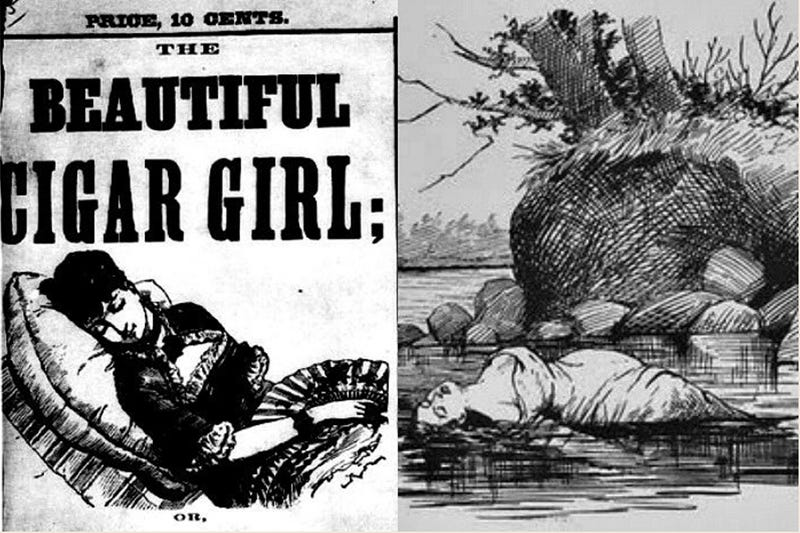 PRICE, 10 CENTS.
THE
BEAUTIFUL
CIGAR GIRL;
OR,